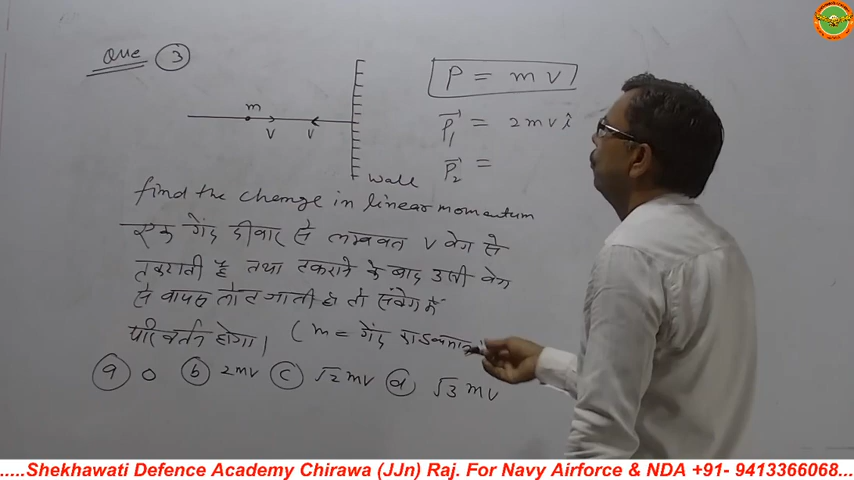 Que 3
P = mv
m
v v
P₁ = 2mv î
P₂ =
wall
find the change in linear momentum
एक गेंद दीवार से लम्बवत v वेग से
टकराती है तथा टकराने के बाद उसी वेग
से वापस लौट जाती है तो संवेग में
परिवर्तन होगा।
( m = गेंद
a 0 b 2mv c √2 mv d √3 mv
.....Shekhawati Defence Academy Chirawa (JJn) Raj. For Navy Airforce & NDA +91- 9413366068...